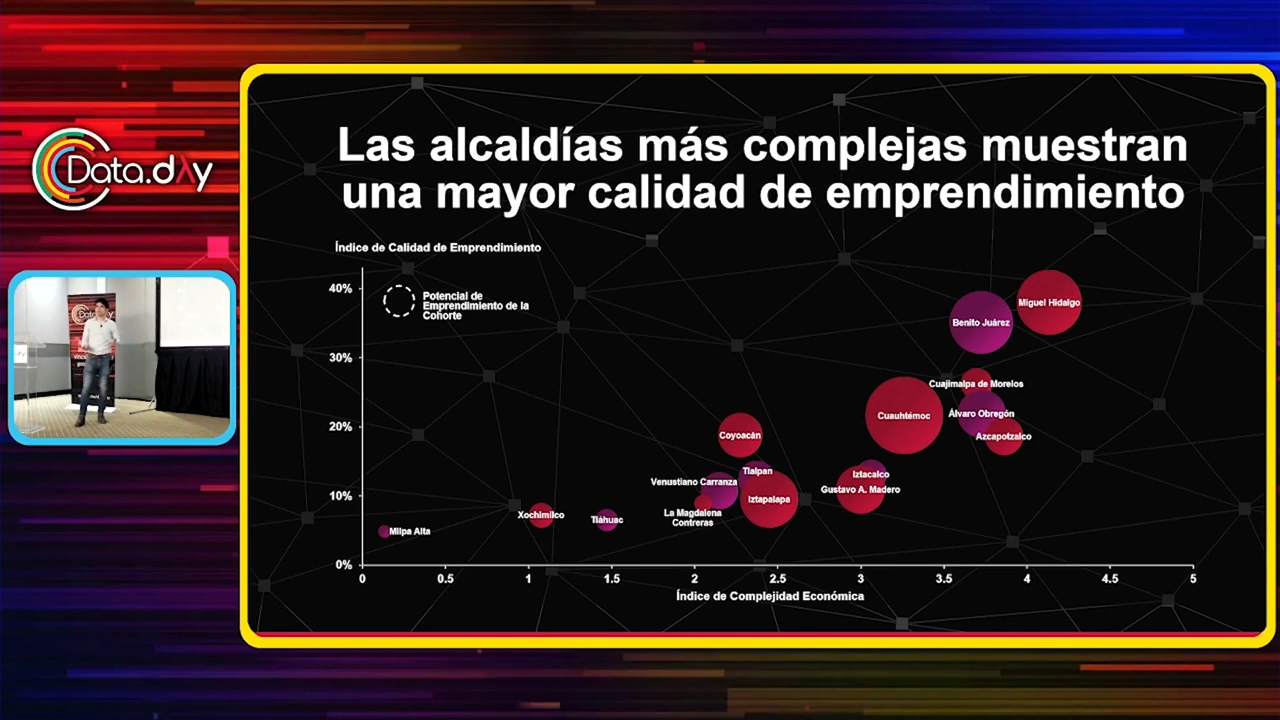 Data.dAy
Las alcaldías más complejas muestran
una mayor calidad de emprendimiento
Índice de Calidad de Emprendimiento
Potencial de
Emprendimiento de la
Cohorte
40%
30%
20%
10%
0%
Miguel Hidalgo
Benito Juárez
Cuajimalpa de Morelos
Cuauhtémoc
Álvaro Obregón
Azcapotzalco
Coyoacán
Tlalpan
Venustiano Carranza
Iztapalapa
Iztacalco
Gustavo A. Madero
La Magdalena
Contreras
Xochimilco
Tláhuac
Milpa Alta
0 0.5 1 1.5 2 2.5 3 3.5 4 4.5 5
Índice de Complejidad Económica